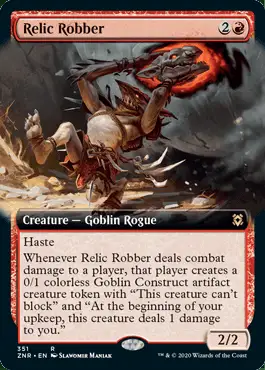 Relic Robber 2
Creature — Goblin Rogue
Haste
Whenever Relic Robber deals combat
damage to a player, that player creates a
0/1 colorless Goblin Construct artifact
creature token with “This creature can’t
block” and “At the beginning of your
upkeep, this creature deals 1 damage
to you.”
2/2
351 R
ZNR • EN SLAWOMIR MANIAK ™ & © 2020 Wizards of the Coast